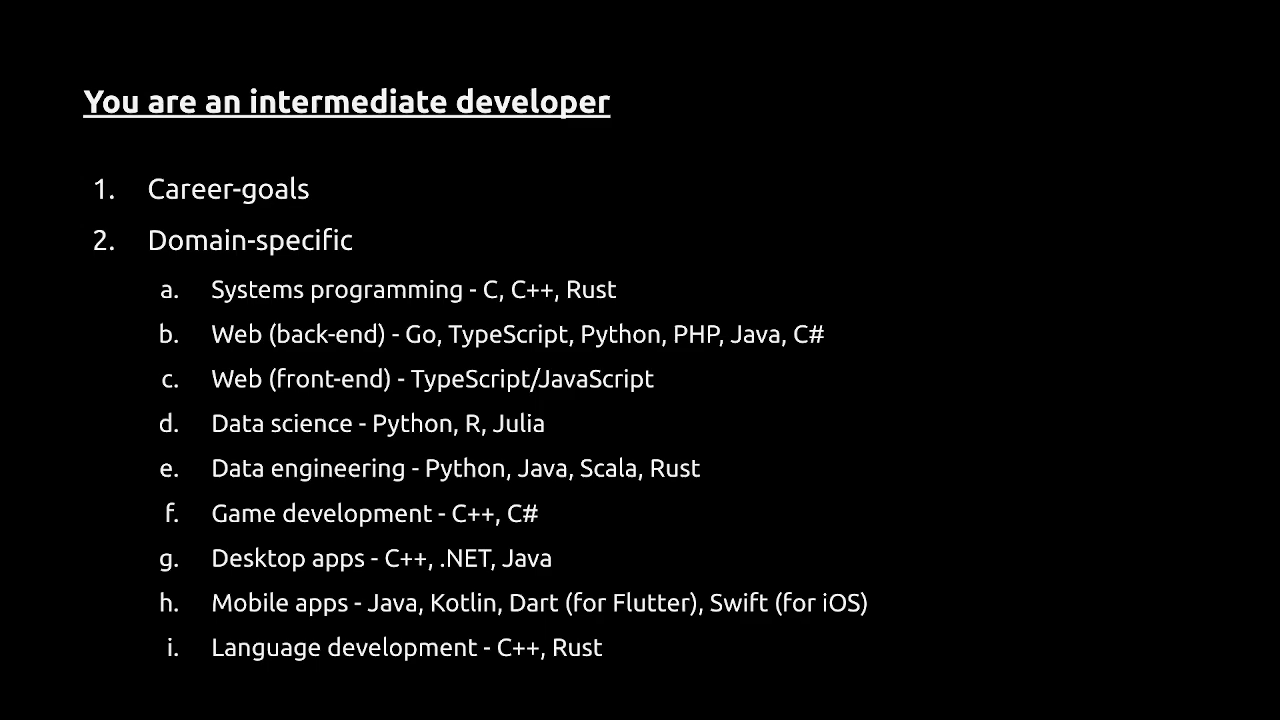 You are an intermediate developer
1. Career-goals
2. Domain-specific
a. Systems programming - C, C++, Rust
b. Web (back-end) - Go, TypeScript, Python, PHP, Java, C#
c. Web (front-end) - TypeScript/JavaScript
d. Data science - Python, R, Julia
e. Data engineering - Python, Java, Scala, Rust
f. Game development - C++, C#
g. Desktop apps - C++, .NET, Java
h. Mobile apps - Java, Kotlin, Dart (for Flutter), Swift (for iOS)
i. Language development - C++, Rust